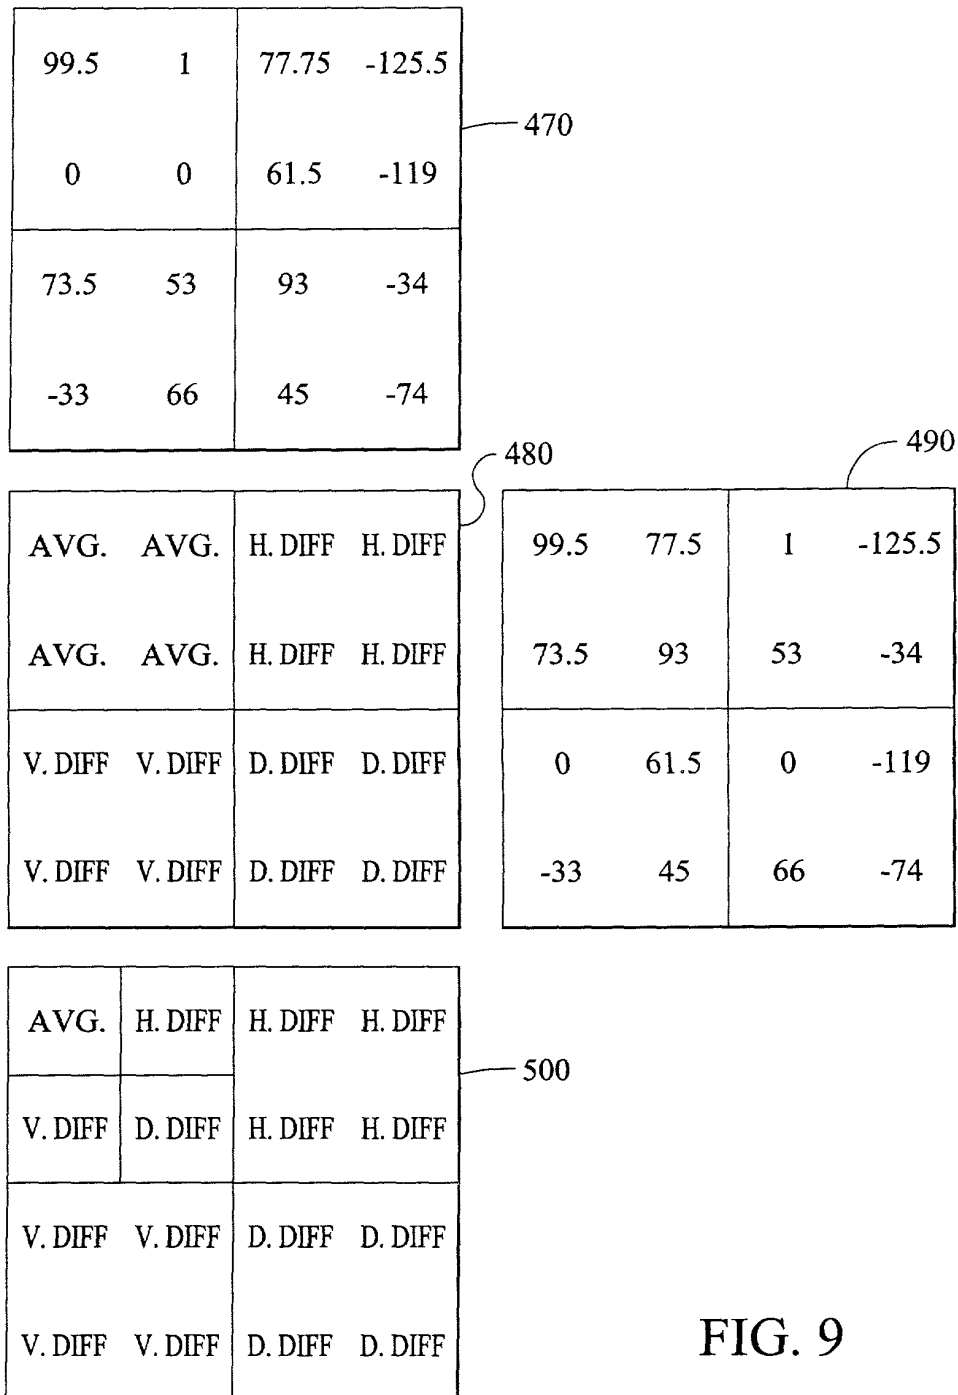 99.5 1 77.75 -125.5
470
0 0 61.5 -119
73.5 53 93 -34
-33 66 45 -74
480
490
AVG. AVG. H. DIFF H. DIFF
AVG. AVG. H. DIFF H. DIFF
V. DIFF V. DIFF D. DIFF D. DIFF
V. DIFF V. DIFF D. DIFF D. DIFF
99.5 77.5 1 -125.5
73.5 93 53 -34
0 61.5 0 -119
-33 45 66 -74
AVG. H. DIFF H. DIFF H. DIFF
500
V. DIFF D. DIFF H. DIFF H. DIFF
V. DIFF V. DIFF D. DIFF D. DIFF
V. DIFF V. DIFF D. DIFF D. DIFF
FIG. 9